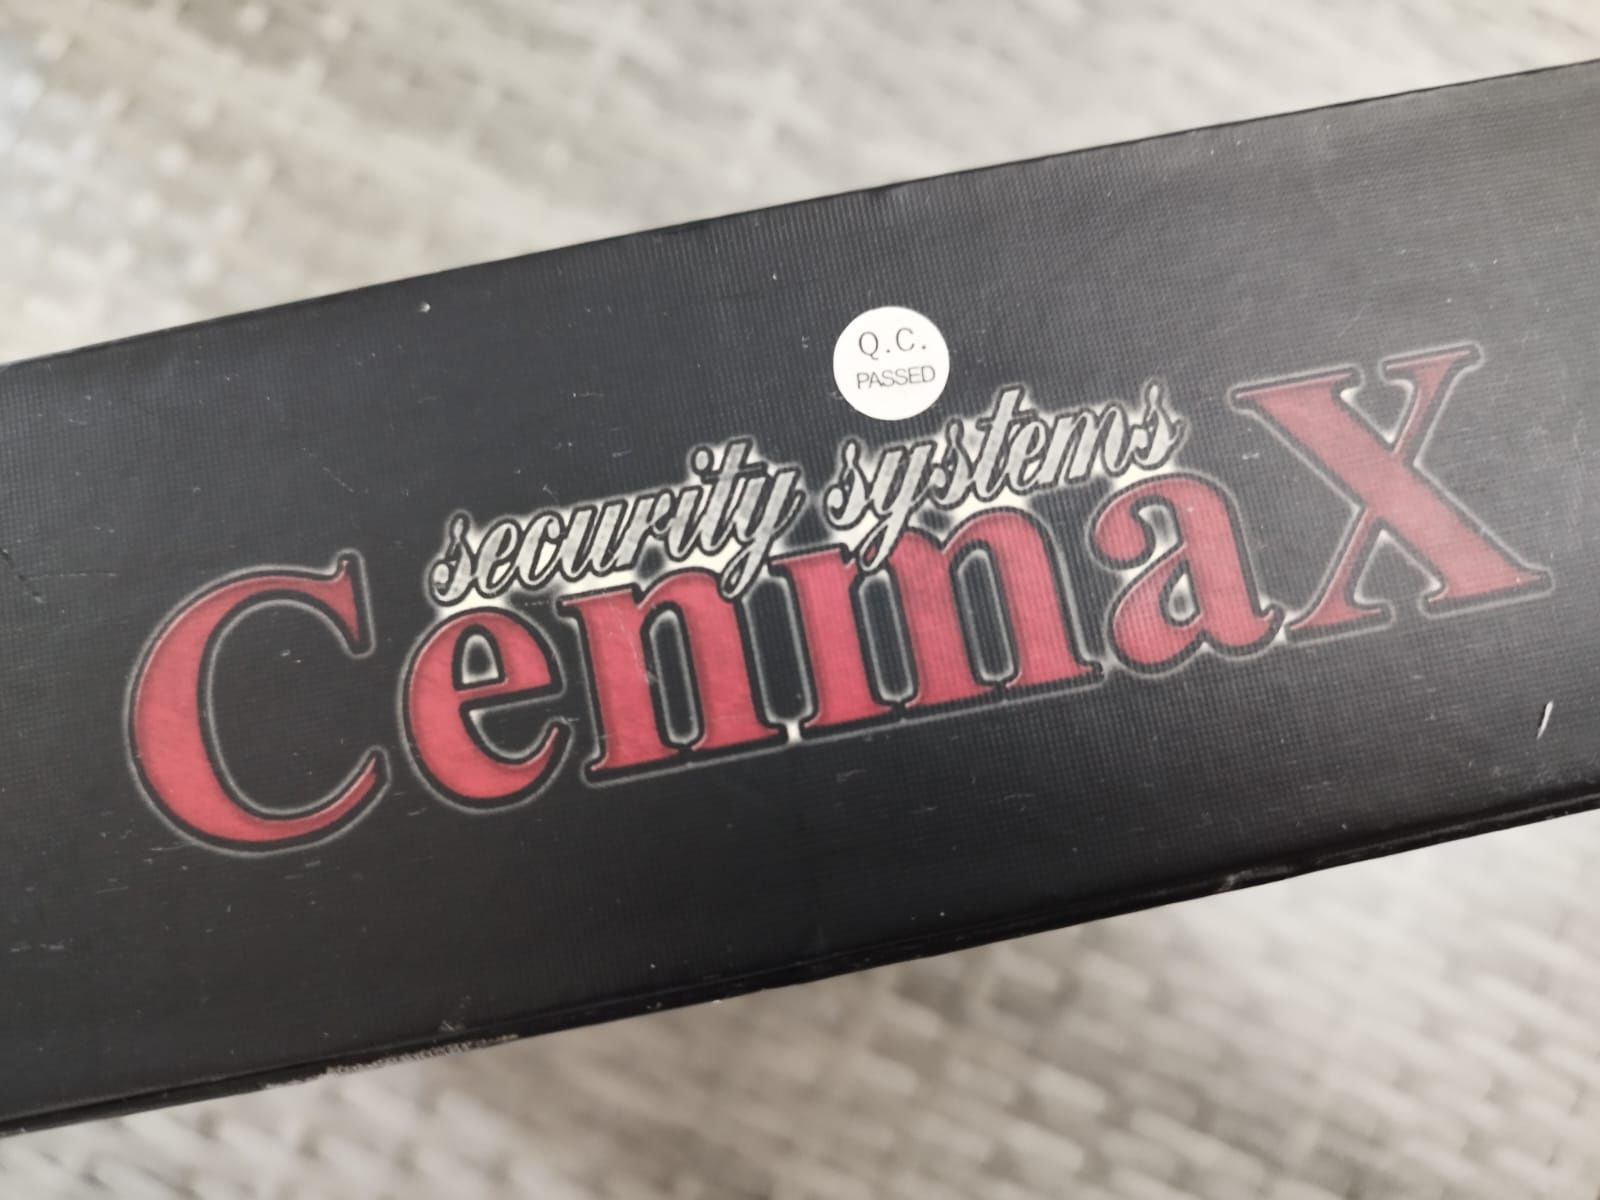 Q.C.
PASSED
security systems
CenmaX